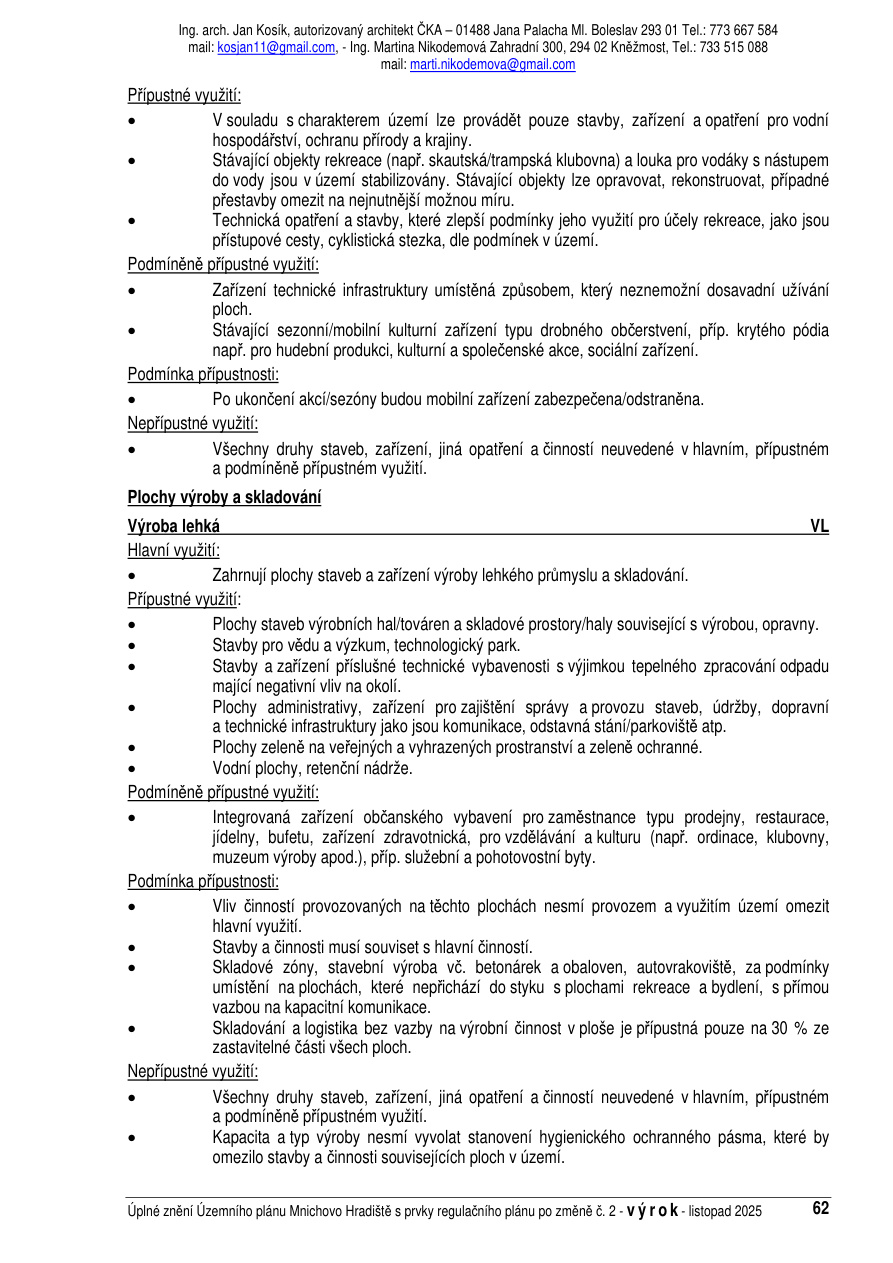 Ing. arch. Jan Kosík, autorizovaný architekt ČKA – 01488 Jana Palacha Ml. Boleslav 293 01 Tel.: 773 667 584
mail: kosjan11@gmail.com, - Ing. Martina Nikodemová Zahradní 300, 294 02 Kněžmost, Tel.: 733 515 088
mail: marti.nikodemova@gmail.com
Přípustné využití:
• V souladu s charakterem území lze provádět pouze stavby, zařízení a opatření pro vodní
hospodářství, ochranu přírody a krajiny.
• Stávající objekty rekreace (např. skautská/trampská klubovna) a louka pro vodáky s nástupem
do vody jsou v území stabilizovány. Stávající objekty lze opravovat, rekonstruovat, případné
přestavby omezit na nejnutnější možnou míru.
• Technická opatření a stavby, které zlepší podmínky jeho využití pro účely rekreace, jako jsou
přístupové cesty, cyklistická stezka, dle podmínek v území.
Podmíněně přípustné využití:
• Zařízení technické infrastruktury umístěná způsobem, který neznemožní dosavadní užívání
ploch.
• Stávající sezonní/mobilní kulturní zařízení typu drobného občerstvení, příp. krytého pódia
např. pro hudební produkci, kulturní a společenské akce, sociální zařízení.
Podmínka přípustnosti:
• Po ukončení akcí/sezóny budou mobilní zařízení zabezpečena/odstraněna.
Nepřípustné využití:
• Všechny druhy staveb, zařízení, jiná opatření a činností neuvedené v hlavním, přípustném
a podmíněně přípustném využití.
Plochy výroby a skladování
Výroba lehká VL
Hlavní využití:
• Zahrnují plochy staveb a zařízení výroby lehkého průmyslu a skladování.
Přípustné využití:
• Plochy staveb výrobních hal/továren a skladové prostory/haly související s výrobou, opravny.
• Stavby pro vědu a výzkum, technologický park.
• Stavby a zařízení příslušné technické vybavenosti s výjimkou tepelného zpracování odpadu
mající negativní vliv na okolí.
• Plochy administrativy, zařízení pro zajištění správy a provozu staveb, údržby, dopravní
a technické infrastruktury jako jsou komunikace, odstavná stání/parkoviště atp.
• Plochy zeleně na veřejných a vyhrazených prostranství a zeleně ochranné.
• Vodní plochy, retenční nádrže.
Podmíněně přípustné využití:
• Integrovaná zařízení občanského vybavení pro zaměstnance typu prodejny, restaurace,
jídelny, bufetu, zařízení zdravotnická, pro vzdělávání a kulturu (např. ordinace, klubovny,
muzeum výroby apod.), příp. služební a pohotovostní byty.
Podmínka přípustnosti:
• Vliv činností provozovaných na těchto plochách nesmí provozem a využitím území omezit
hlavní využití.
• Stavby a činnosti musí souviset s hlavní činností.
• Skladové zóny, stavební výroba vč. betonárek a obaloven, autovrakoviště, za podmínky
umístění na plochách, které nepřichází do styku s plochami rekreace a bydlení, s přímou
vazbou na kapacitní komunikace.
• Skladování a logistika bez vazby na výrobní činnost v ploše je přípustná pouze na 30 % ze
zastavitelné části všech ploch.
Nepřípustné využití:
• Všechny druhy staveb, zařízení, jiná opatření a činností neuvedené v hlavním, přípustném
a podmíněně přípustném využití.
• Kapacita a typ výroby nesmí vyvolat stanovení hygienického ochranného pásma, které by
omezilo stavby a činnosti souvisejících ploch v území.
Úplné znění Územního plánu Mnichovo Hradiště s prvky regulačního plánu po změně č. 2 - v ý r o k - listopad 2025 62